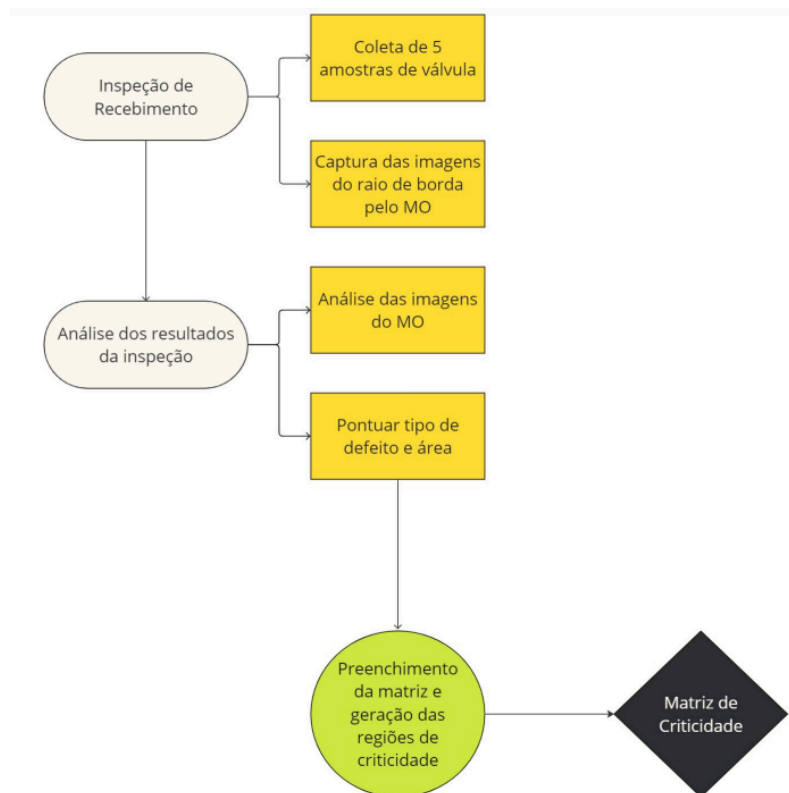 Coleta de 5
amostras de válvula
Inspeção de
Recebimento
Captura das imagens
do raio de borda
pelo MO
Análise das imagens
do MO
Análise dos resultados
da inspeção
Pontuar tipo de
defeito e área
Preenchimento
da matriz e
geração das
regiões de
criticidade
Matriz de
Criticidade